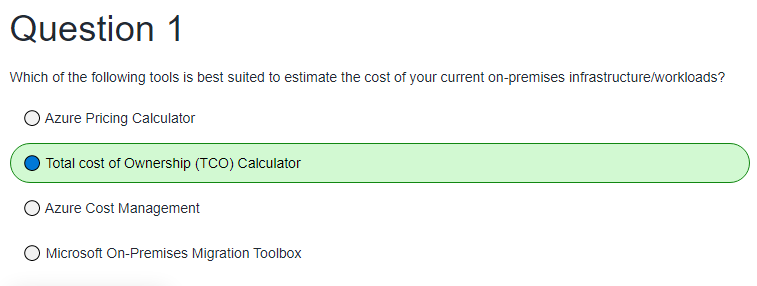 Question 1
Which of the following tools is best suited to estimate the cost of your current on-premises infrastructure/workloads?
Azure Pricing Calculator
Total cost of Ownership (TCO) Calculator
Azure Cost Management
Microsoft On-Premises Migration Toolbox